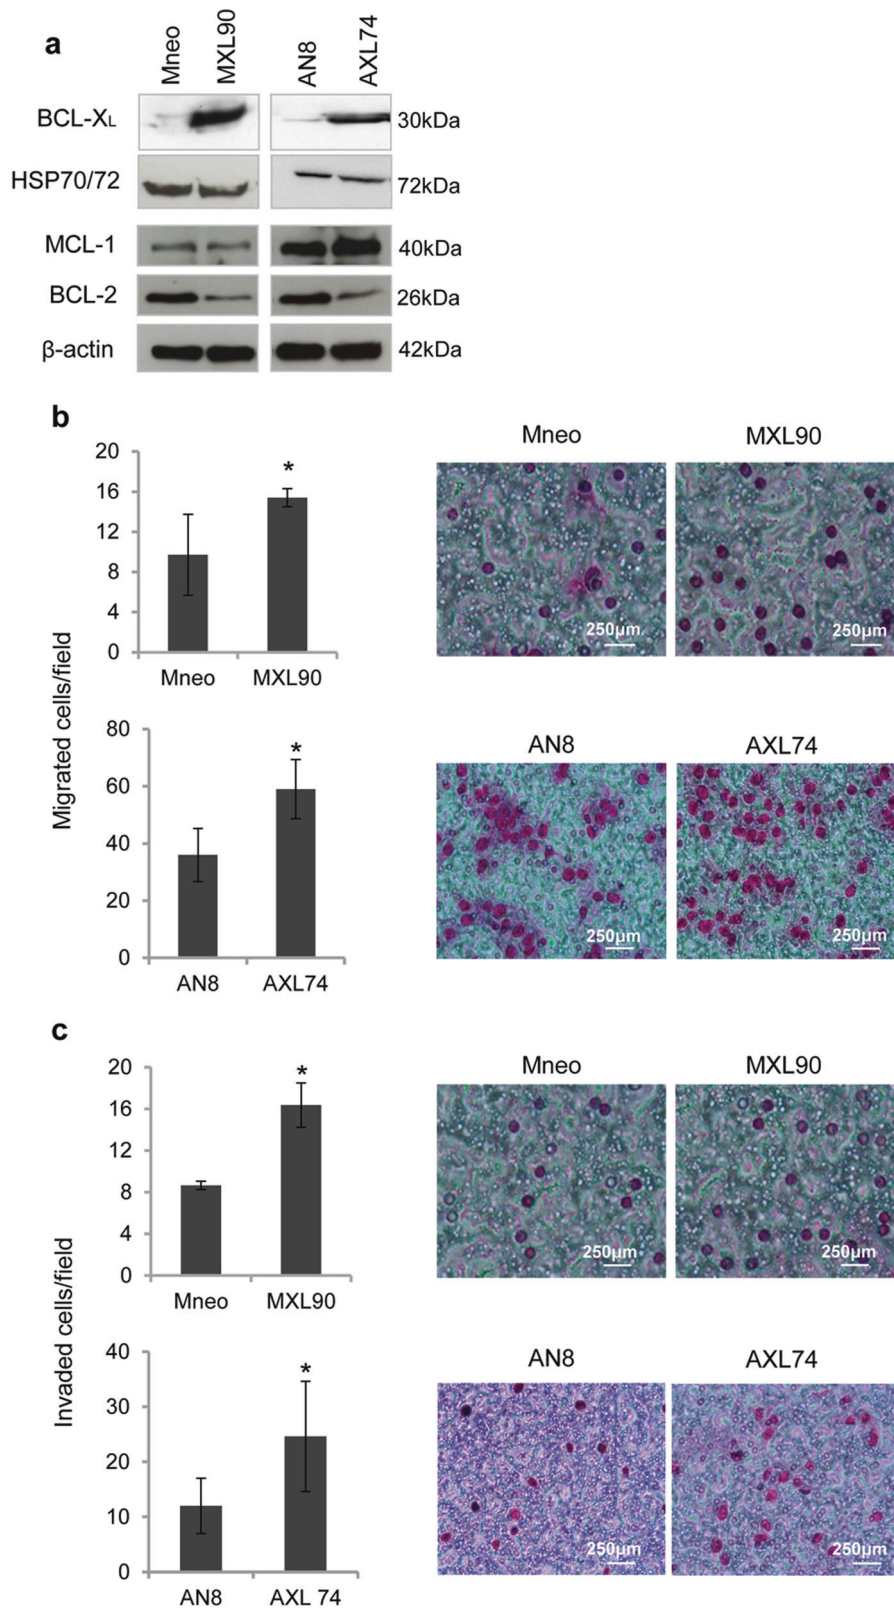 a
Mneo MXL90 AN8 AXL74
BCL-XL 30kDa
HSP70/72 72kDa
MCL-1 40kDa
BCL-2 26kDa
β-actin 42kDa
b
Migrated cells/field
20
16
12
8
4
0
*
Mneo MXL90
Mneo MXL90
250µm 250µm
80
60
40
20
0
*
AN8 AXL74
AN8 AXL74
250µm 250µm
c
Invaded cells/field
20
16
12
8
4
0
*
Mneo MXL90
Mneo MXL90
250µm 250µm
40
30
20
10
0
*
AN8 AXL 74
AN8 AXL74
250µm 250µm